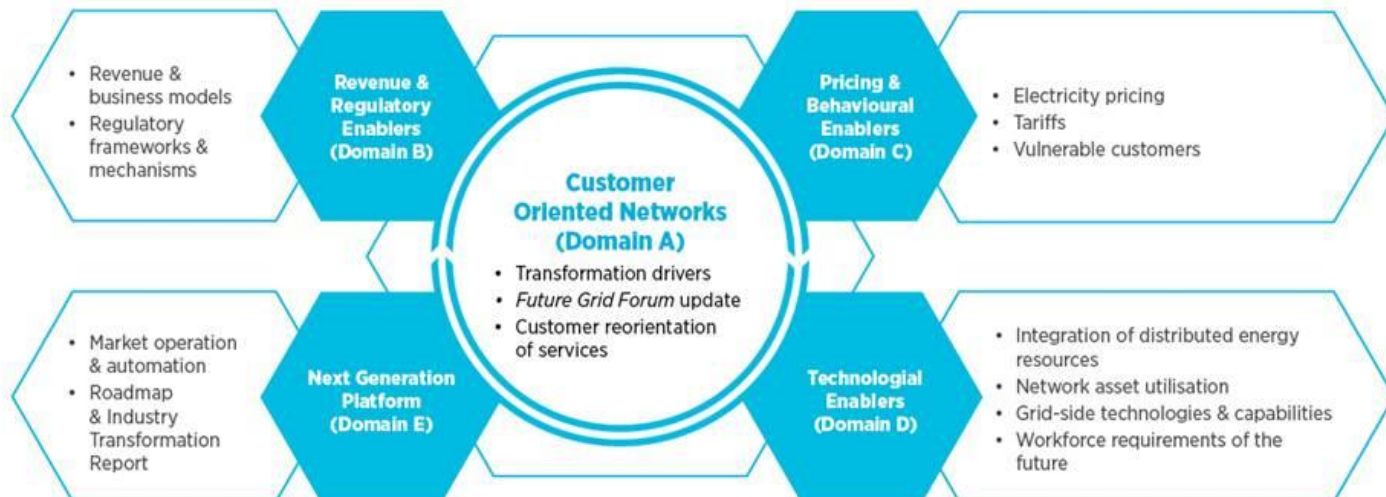 • Revenue &
business models
• Regulatory
frameworks &
mechanisms
Revenue &
Regulatory
Enablers
(Domain B)
Pricing &
Behavioural
Enablers
(Domain C)
• Electricity pricing
• Tariffs
• Vulnerable customers
Customer
Oriented Networks
(Domain A)
• Transformation drivers
• Future Grid Forum update
• Customer reorientation
of services
• Market operation
& automation
• Roadmap
& Industry
Transformation
Report
Next Generation
Platform
(Domain E)
Technologial
Enablers
(Domain D)
• Integration of distributed energy
resources
• Network asset utilisation
• Grid-side technologies & capabilities
• Workforce requirements of the
future